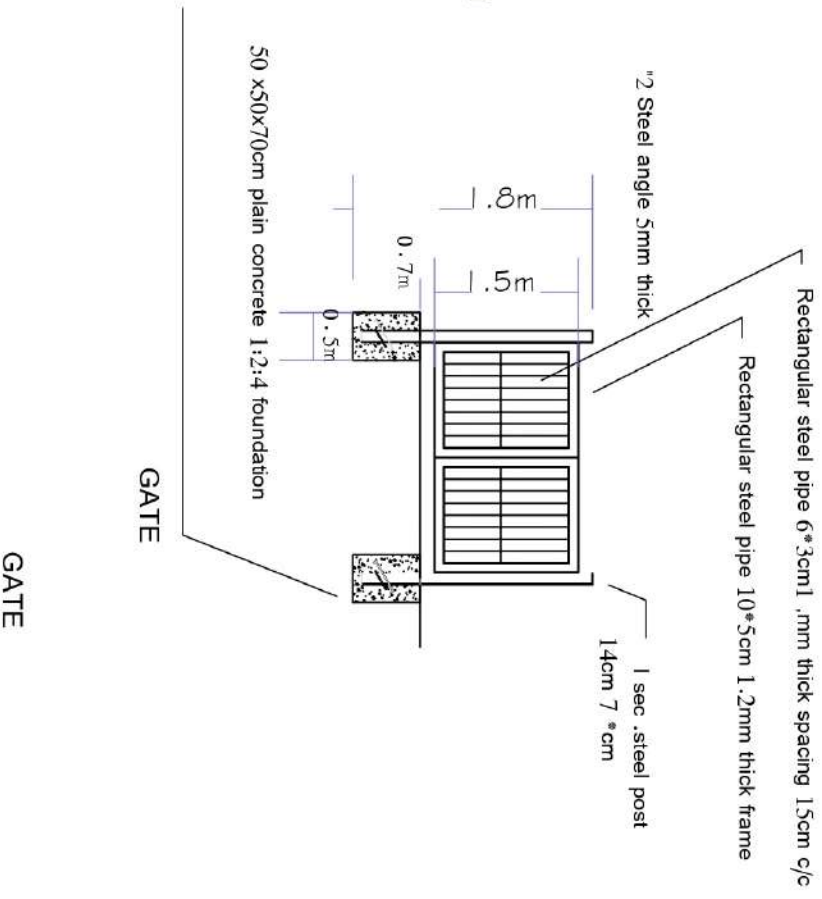 Rectangular steel pipe 6*3cm1 ,mm thick spacing 15cm c/c
Rectangular steel pipe 10*5cm 1.2mm thick frame
"2 Steel angle 5mm thick
I sec .steel post
14cm 7 *cm
1.8m
1.5m
0.7m
0.5m
50 x50x70cm plain concrete 1:2:4 foundation
GATE
GATE